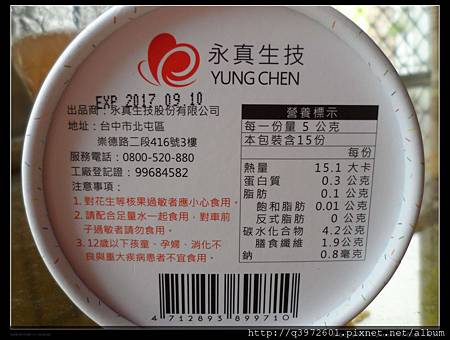 永真生技
YUNG CHEN
EXP 2017 09.10
出品商：永真生技股份有限公司
地址：台中市北屯區
崇德路二段416號3樓
服務電話：0800-520-880
工廠登記證：99684582
注意事項：
1. 對花生等核果過敏者應小心食用。
2. 請配合足量水一起食用，對車前
子過敏者請勿食用。
3. 12歲以下孩童、孕婦、消化不
良與重大疾病患者不宜食用。
營養標示
每一份量 5 公克
本包裝含15份
每份
熱量 15.1 大卡
蛋白質 0.3 公克
脂肪 0.1 公克
飽和脂肪 0.01 公克
反式脂肪 0 公克
碳水化合物 4.2公克
膳食纖維 1.9公克
鈉 0.8毫克
4 712893 899710
http://q3972601.pixnet.net/album